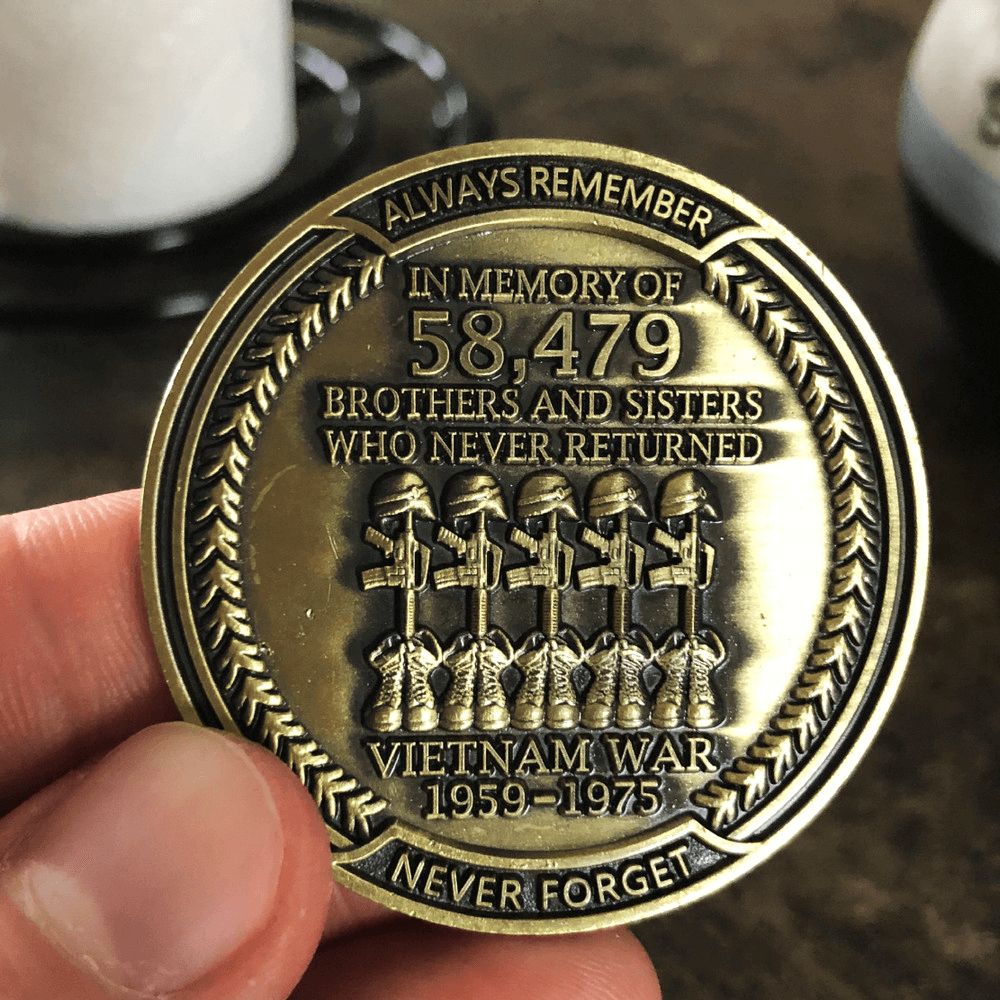 ALWAYS REMEMBER
IN MEMORY OF
58,479
BROTHERS AND SISTERS
WHO NEVER RETURNED
VIETNAM WAR
1959-1975
NEVER FORGET